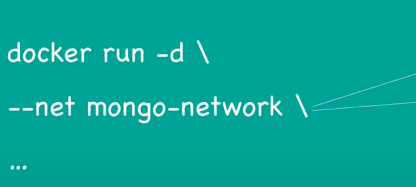 docker run -d \
--net mongo-network \
...